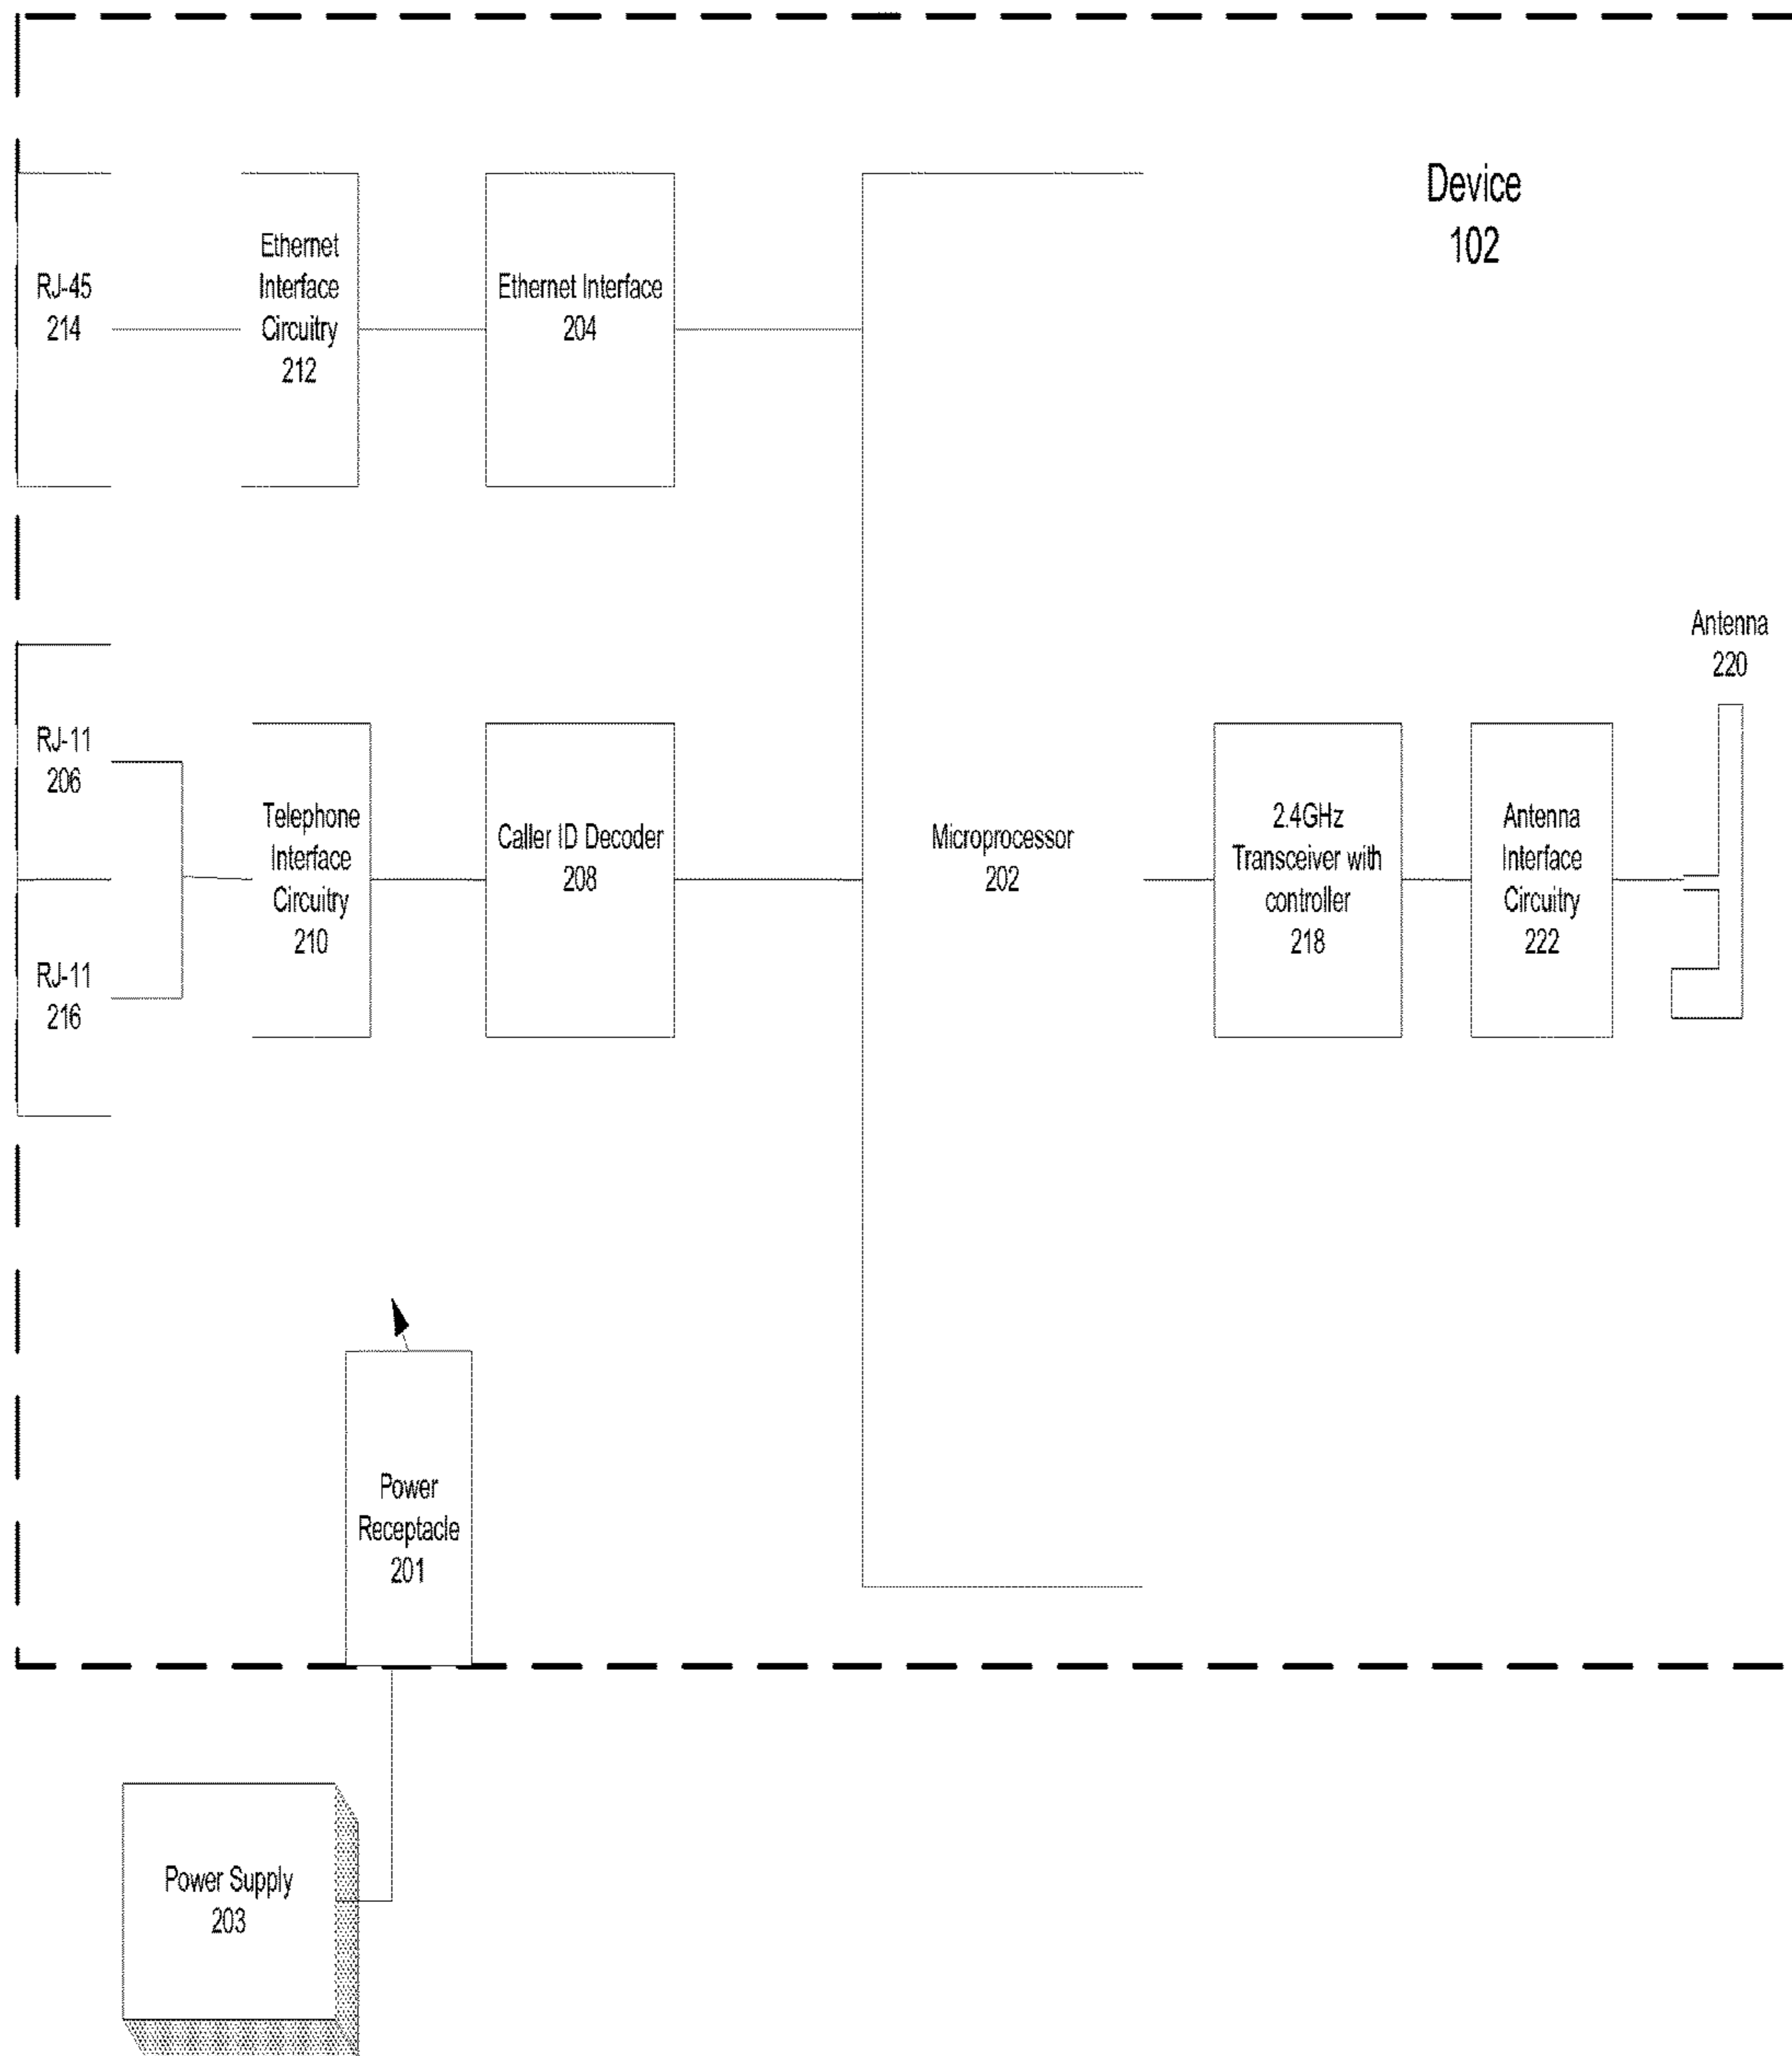 Device
102
RJ-45
214
Ethernet
Interface
Circuitry
212
Ethernet Interface
204
Antenna
220
RJ-11
206
RJ-11
216
Telephone
Interface
Circuitry
210
Caller ID Decoder
208
Microprocessor
202
2.4GHz
Transceiver with
controller
218
Antenna
Interface
Circuitry
222
Power
Receptacle
201
Power Supply
203